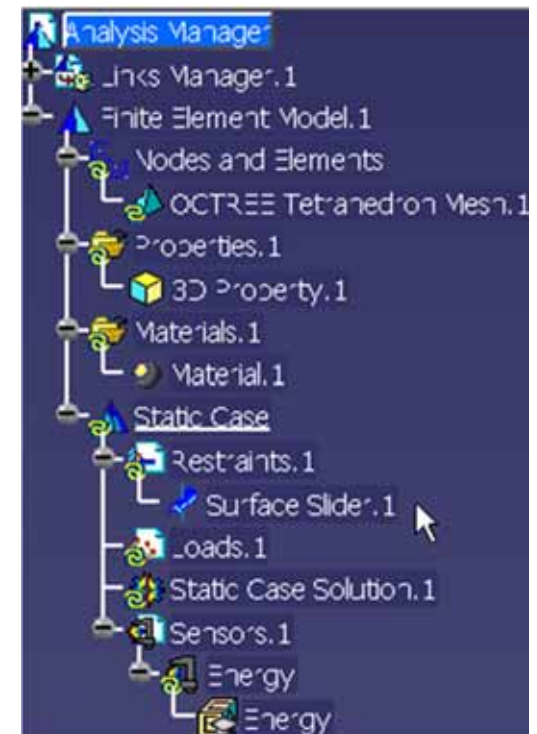 Analysis Manager
Links Manager.1
Finite Element Model.1
Nodes and Elements
OCTREE Tetrahedron Mesh.1
Properties.1
3D Property.1
Materials.1
Material.1
Static Case
Restraints.1
Surface Slider.1
Loads.1
Static Case Solution.1
Sensors.1
Energy
Energy